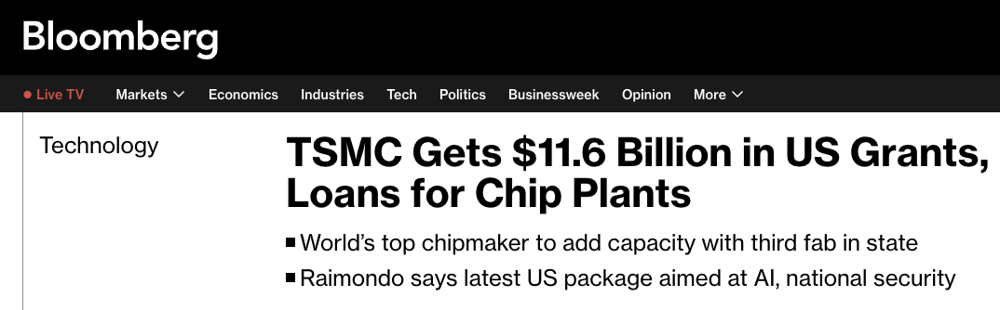 Bloomberg
Live TV Markets Economics Industries Tech Politics Businessweek Opinion More
Technology
TSMC Gets $11.6 Billion in US Grants,
Loans for Chip Plants
World’s top chipmaker to add capacity with third fab in state
Raimondo says latest US package aimed at AI, national security